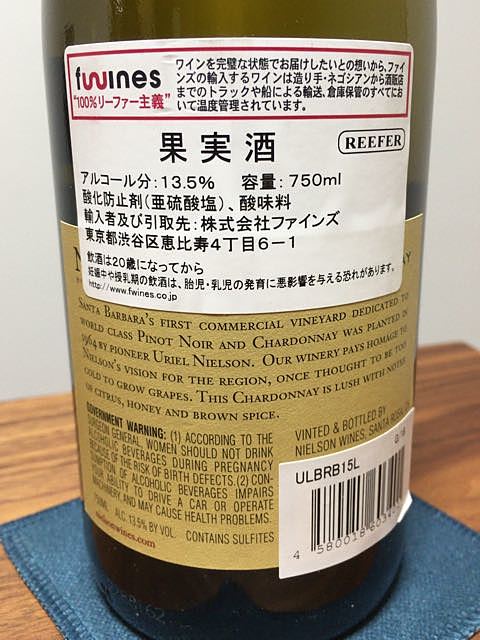 fwines
"100%リーファー主義"
ワインを完璧な状態でお届けしたいとの想いから、ファイ
ンズの輸入するワインは造り手・ネゴシアンから酒販店
までのトラックや船による輸送、倉庫保管のすべてにお
いて温度管理されています。
果実酒
REEFER
アルコール分：13.5% 容量：750ml
酸化防止剤（亜硫酸塩）、酸味料
輸入者及び引取先：株式会社ファインズ
東京都渋谷区恵比寿4丁目6-1
飲酒は20歳になってから
妊娠中や授乳期の飲酒は、胎児・乳児の発育に悪影響を与える恐れがあります。
http://www.fwines.co.jp
SANTA BARBARA'S FIRST COMMERCIAL VINEYARD DEDICATED TO
WORLD CLASS PINOT NOIR AND CHARDONNAY WAS PLANTED IN
1964 BY PIONEER URIEL NIELSON. OUR WINERY PAYS HOMAGE TO
NIELSON'S VISION FOR THE REGION, ONCE THOUGHT TO BE TOO
COLD TO GROW GRAPES. THIS CHARDONNAY IS LUSH WITH NOTES
OF CITRUS, HONEY AND BROWN SPICE.
GOVERNMENT WARNING: (1) ACCORDING TO THE
SURGEON GENERAL, WOMEN SHOULD NOT DRINK
ALCOHOLIC BEVERAGES DURING PREGNANCY
BECAUSE OF THE RISK OF BIRTH DEFECTS. (2) CON-
SUMPTION OF ALCOHOLIC BEVERAGES IMPAIRS
ABILITY TO DRIVE A CAR OR OPERATE
MACHINERY, AND MAY CAUSE HEALTH PROBLEMS.
750ML ALC. 13.5% BY VOL.
nielsonwines.com
CONTAINS SULFITES
VINTED & BOTTLED BY
NIELSON WINES, SANTA ROSA,
ULBRB15L